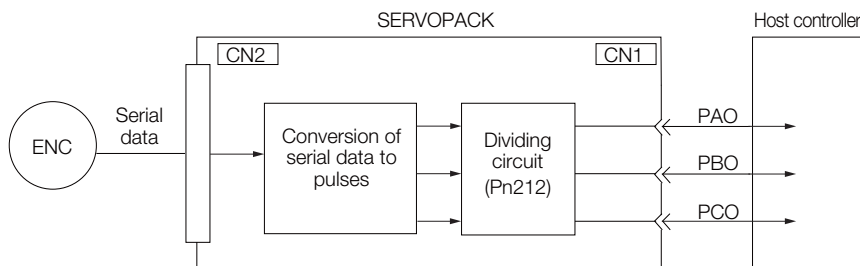 SERVOPACK
Host controller
CN2
CN1
ENC
Serial
data
Conversion of
serial data to
pulses
Dividing
circuit
(Pn212)
PAO
PBO
PCO